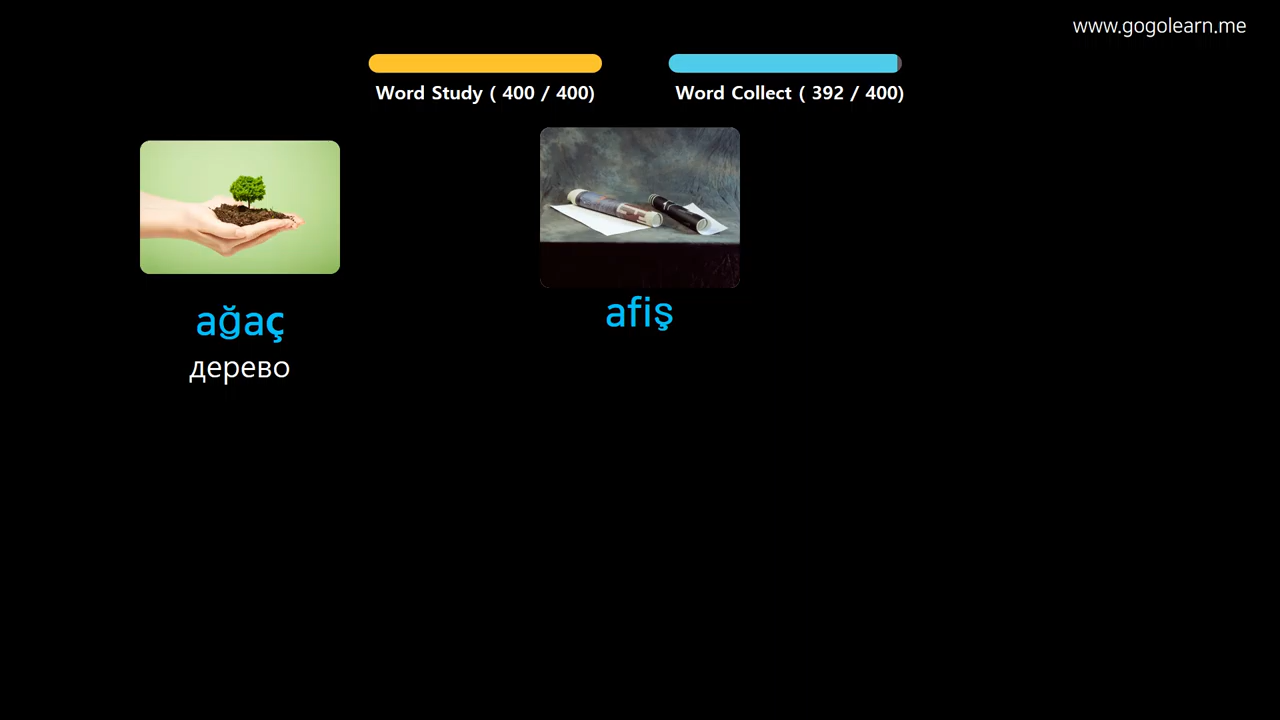 www.gogolearn.me
Word Study ( 400 / 400)
Word Collect ( 392 / 400)
ağaç
дерево
afiş